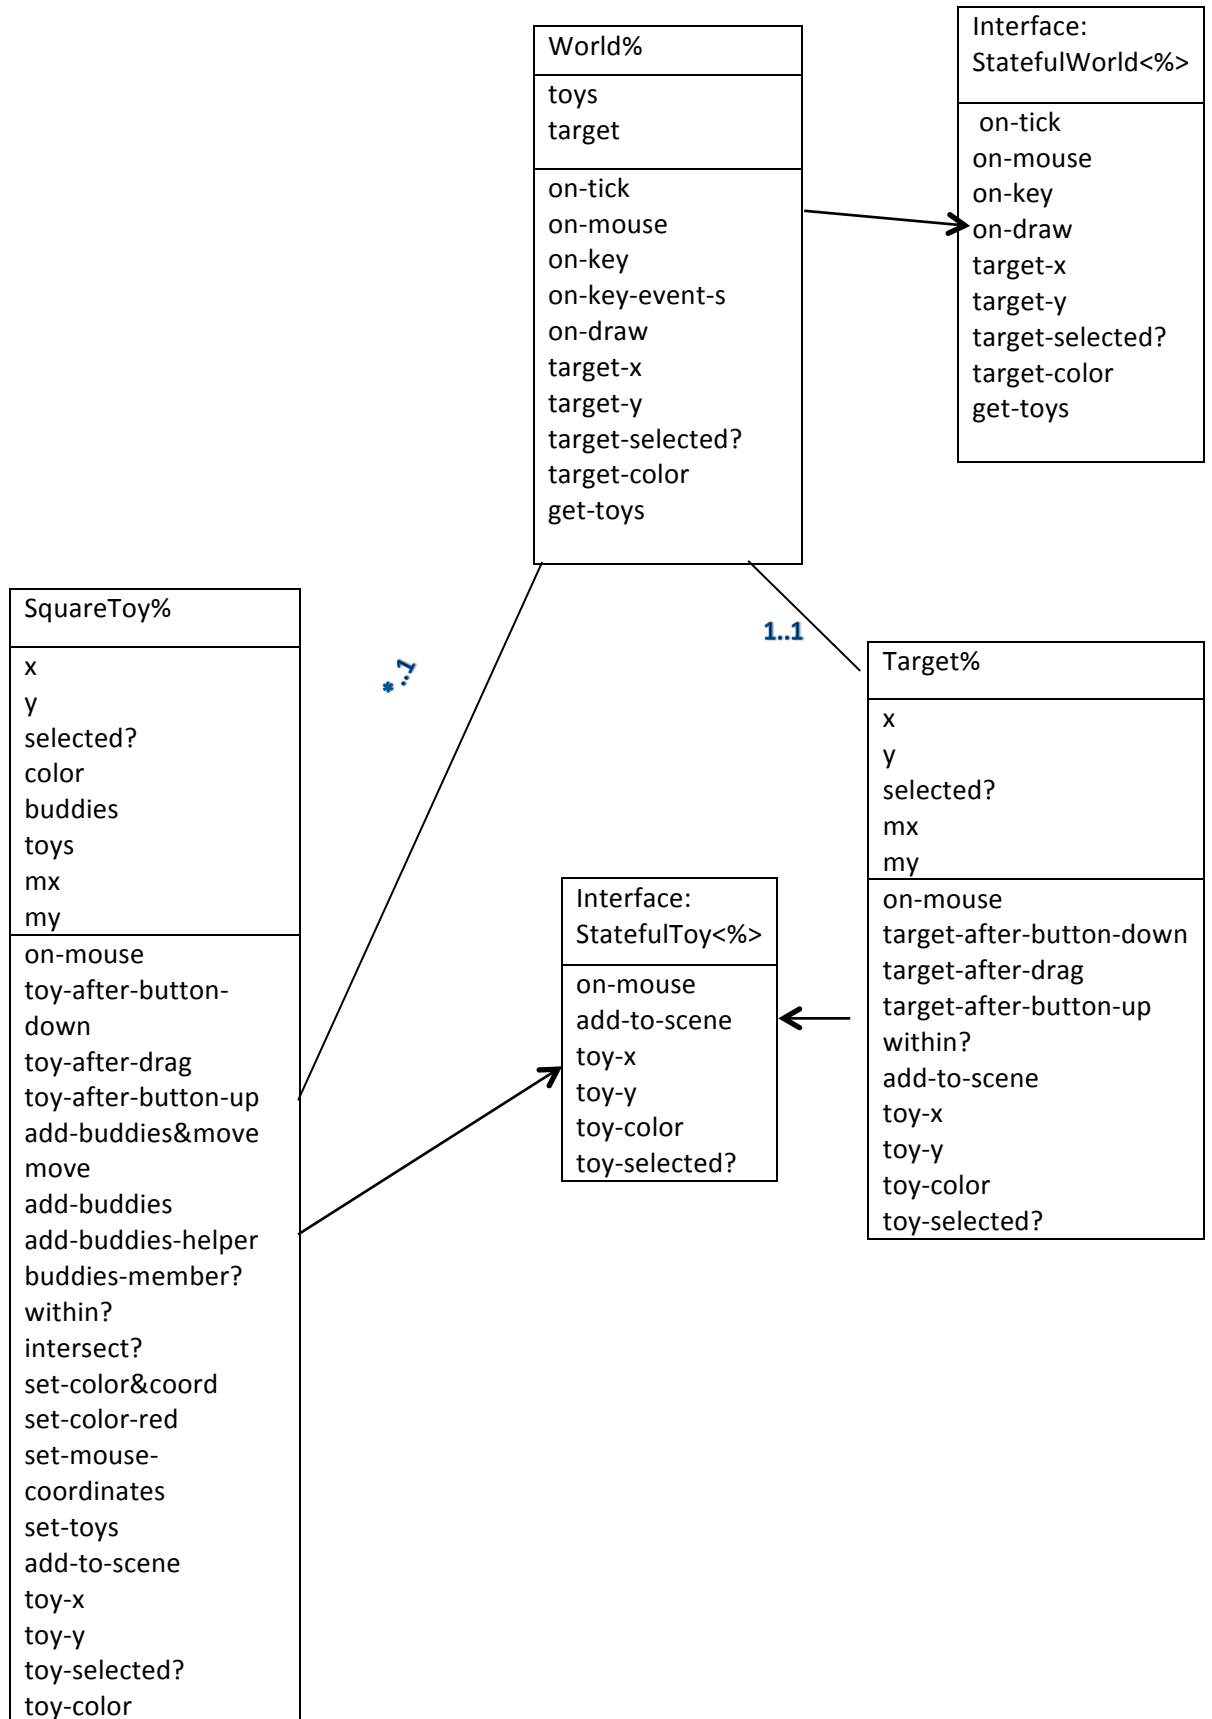 World%
toys
target
on-tick
on-mouse
on-key
on-key-event-s
on-draw
target-x
target-y
target-selected?
target-color
get-toys
Interface:
StatefulWorld<%>
on-tick
on-mouse
on-key
on-draw
target-x
target-y
target-selected?
target-color
get-toys
SquareToy%
x
y
selected?
color
buddies
toys
mx
my
on-mouse
toy-after-button-
down
toy-after-drag
toy-after-button-up
add-buddies&move
move
add-buddies
add-buddies-helper
buddies-member?
within?
intersect?
set-color&coord
set-color-red
set-mouse-
coordinates
set-toys
add-to-scene
toy-x
toy-y
toy-selected?
toy-color
*..1
1..1
Interface:
StatefulToy<%>
on-mouse
add-to-scene
toy-x
toy-y
toy-color
toy-selected?
Target%
x
y
selected?
mx
my
on-mouse
target-after-button-down
target-after-drag
target-after-button-up
within?
add-to-scene
toy-x
toy-y
toy-color
toy-selected?